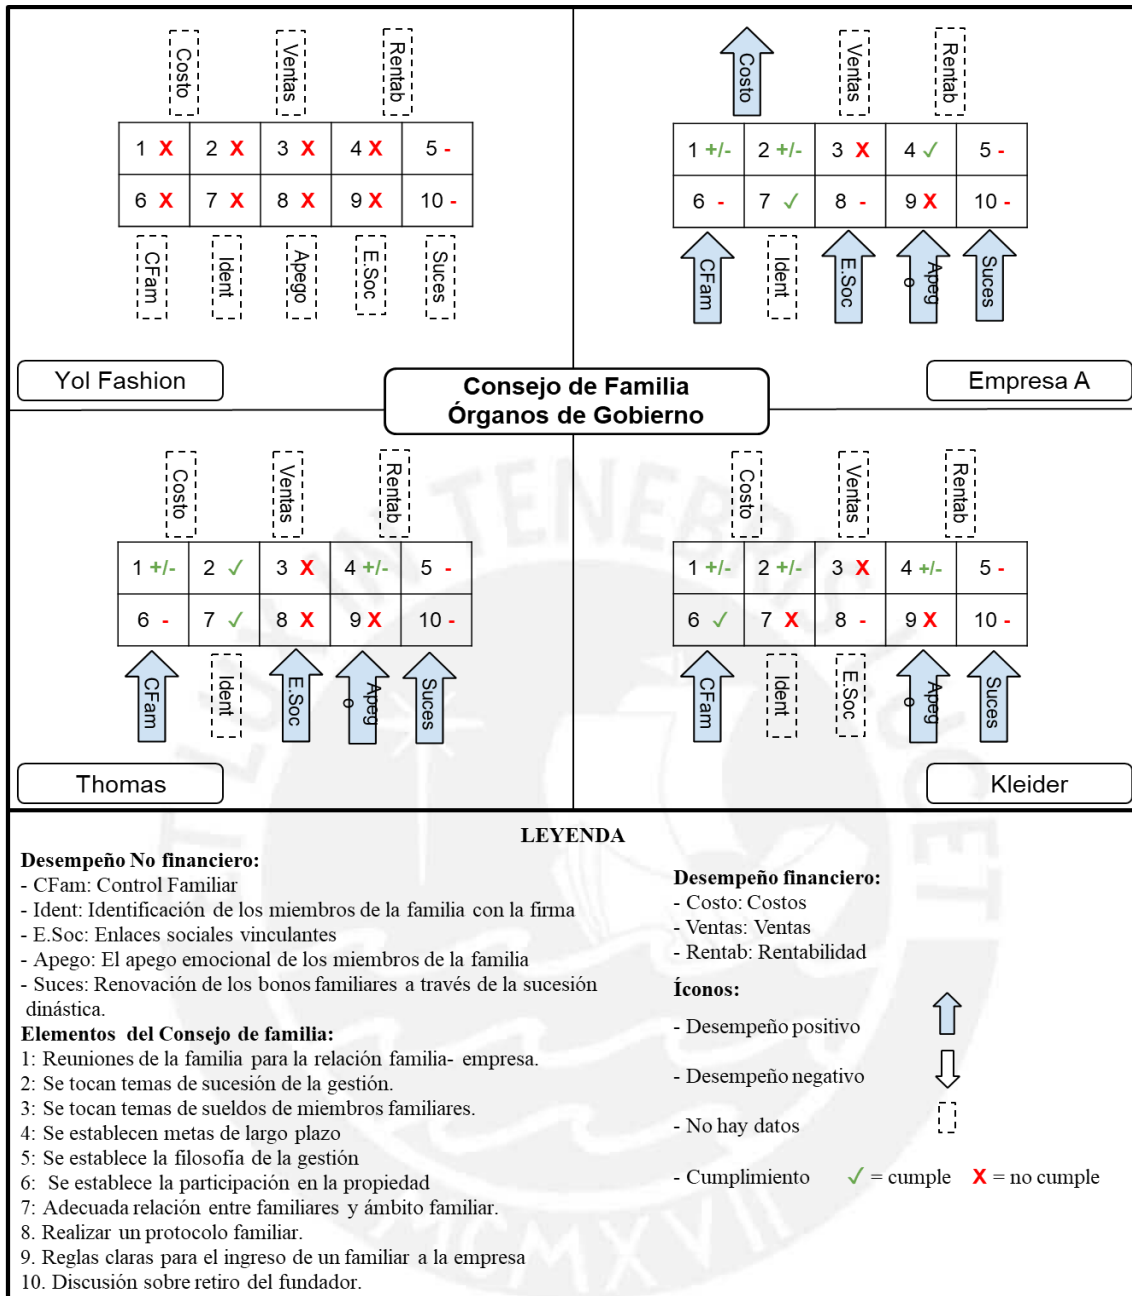 Costo
Ventas
Rentab
1 X 2 X 3 X 4 X 5 -
6 X 7 X 8 X 9 X 10 -
CFam
Ident
Apego
E.Soc
Suces
Yol Fashion
Costo
Ventas
Rentab
1 +/- 2 +/- 3 X 4 ✓ 5 -
6 - 7 ✓ 8 - 9 X 10 -
CFam
Ident
E.Soc
Apeg
o
Suces
Empresa A
Consejo de Familia
Órganos de Gobierno
Costo
Ventas
Rentab
1 +/- 2 ✓ 3 X 4 +/- 5 -
6 - 7 ✓ 8 X 9 X 10 -
CFam
Ident
E.Soc
Apeg
o
Suces
Thomas
Costo
Ventas
Rentab
1 +/- 2 +/- 3 X 4 +/- 5 -
6 ✓ 7 X 8 - 9 X 10 -
CFam
Ident
E.Soc
Apeg
o
Suces
Kleider
LEYENDA
Desempeño No financiero:
- CFam: Control Familiar
- Ident: Identificación de los miembros de la familia con la firma
- E.Soc: Enlaces sociales vinculantes
- Apego: El apego emocional de los miembros de la familia
- Suces: Renovación de los bonos familiares a través de la sucesión
dinástica.
Elementos del Consejo de familia:
1: Reuniones de la familia para la relación familia- empresa.
2: Se tocan temas de sucesión de la gestión.
3: Se tocan temas de sueldos de miembros familiares.
4: Se establecen metas de largo plazo
5: Se establece la filosofía de la gestión
6: Se establece la participación en la propiedad
7: Adecuada relación entre familiares y ámbito familiar.
8. Realizar un protocolo familiar.
9. Reglas claras para el ingreso de un familiar a la empresa
10. Discusión sobre retiro del fundador.
Desempeño financiero:
- Costo: Costos
- Ventas: Ventas
- Rentab: Rentabilidad
Íconos:
- Desempeño positivo
- Desempeño negativo
- No hay datos
- Cumplimiento ✓ = cumple X = no cumple
ET LUX IN TENEBRIS LUCET
MCMXVII